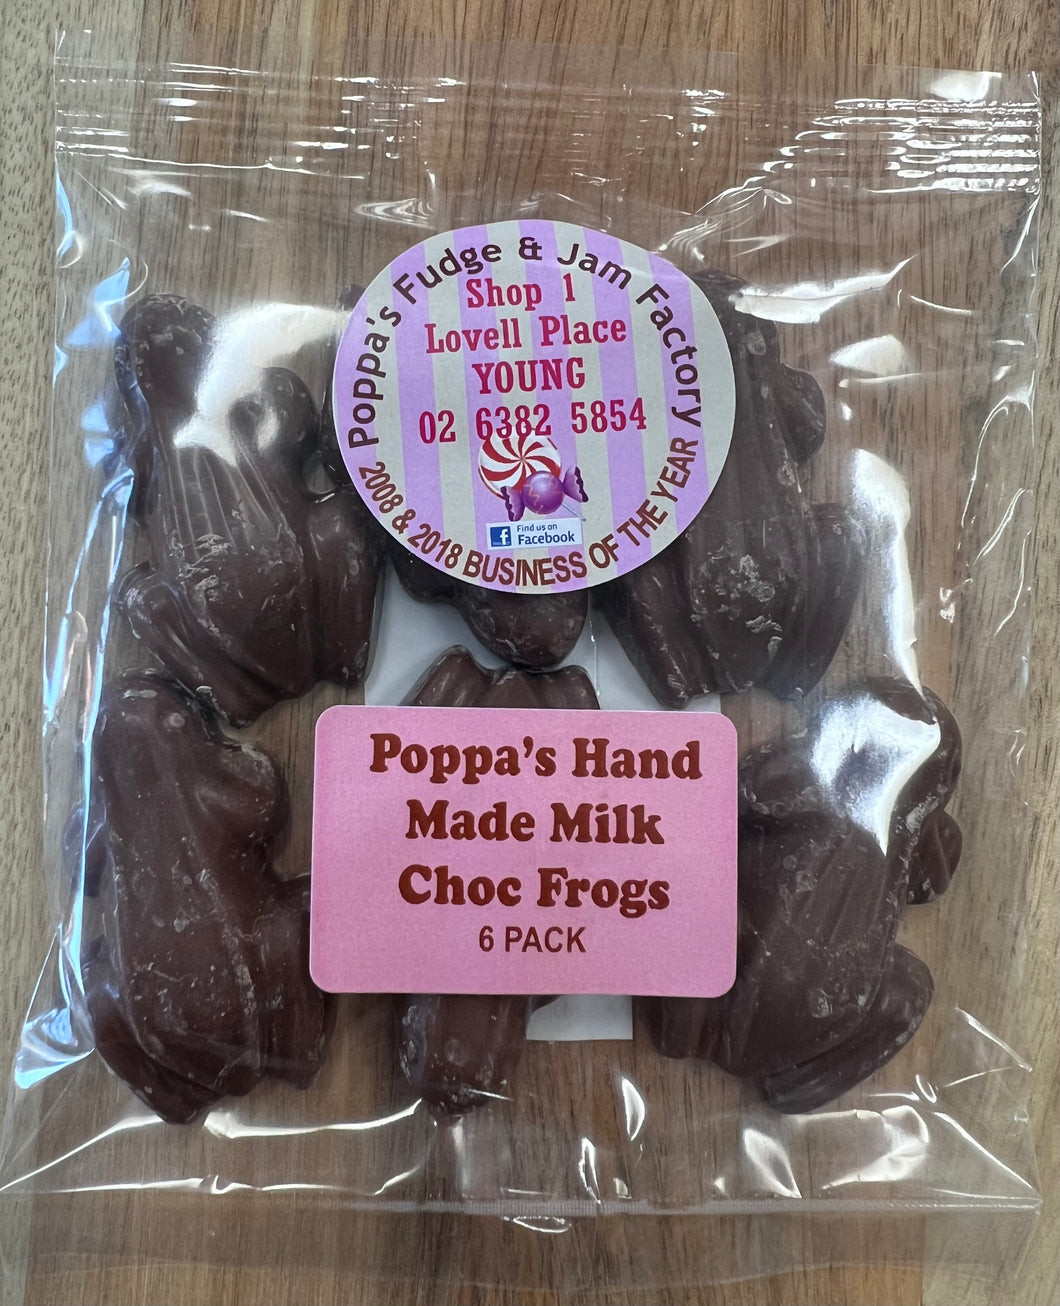 Poppa's Fudge & Jam Factory
Shop 1
Lovell Place
YOUNG
02 6382 5854
Find us on
Facebook
2008 & 2018 BUSINESS OF THE YEAR
Poppa's Hand
Made Milk
Choc Frogs
6 PACK